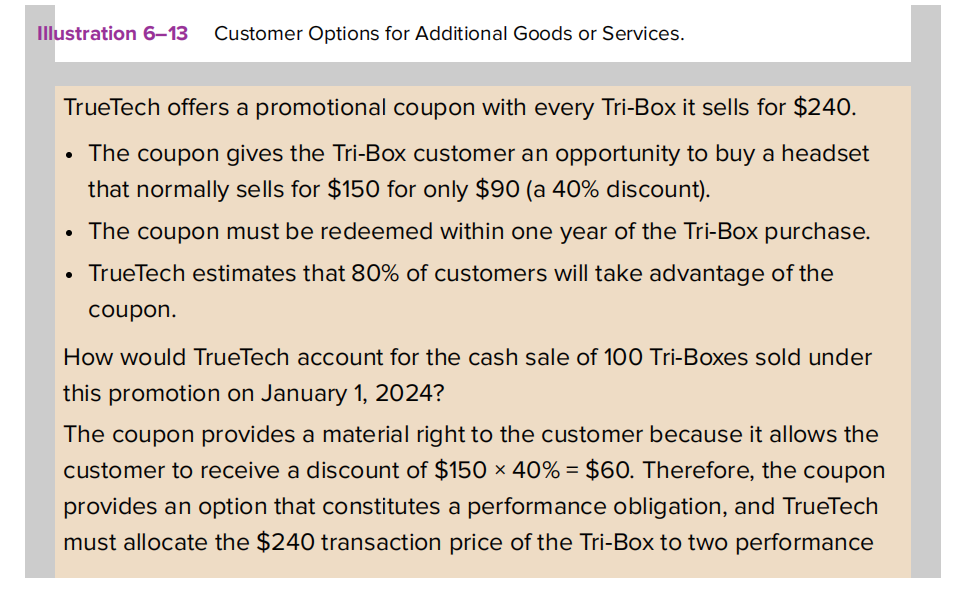 Illustration 6–13 Customer Options for Additional Goods or Services.
TrueTech offers a promotional coupon with every Tri-Box it sells for $240.
• The coupon gives the Tri-Box customer an opportunity to buy a headset
that normally sells for $150 for only $90 (a 40% discount).
• The coupon must be redeemed within one year of the Tri-Box purchase.
• TrueTech estimates that 80% of customers will take advantage of the
coupon.
How would TrueTech account for the cash sale of 100 Tri-Boxes sold under
this promotion on January 1, 2024?
The coupon provides a material right to the customer because it allows the
customer to receive a discount of $150 × 40% = $60. Therefore, the coupon
provides an option that constitutes a performance obligation, and TrueTech
must allocate the $240 transaction price of the Tri-Box to two performance